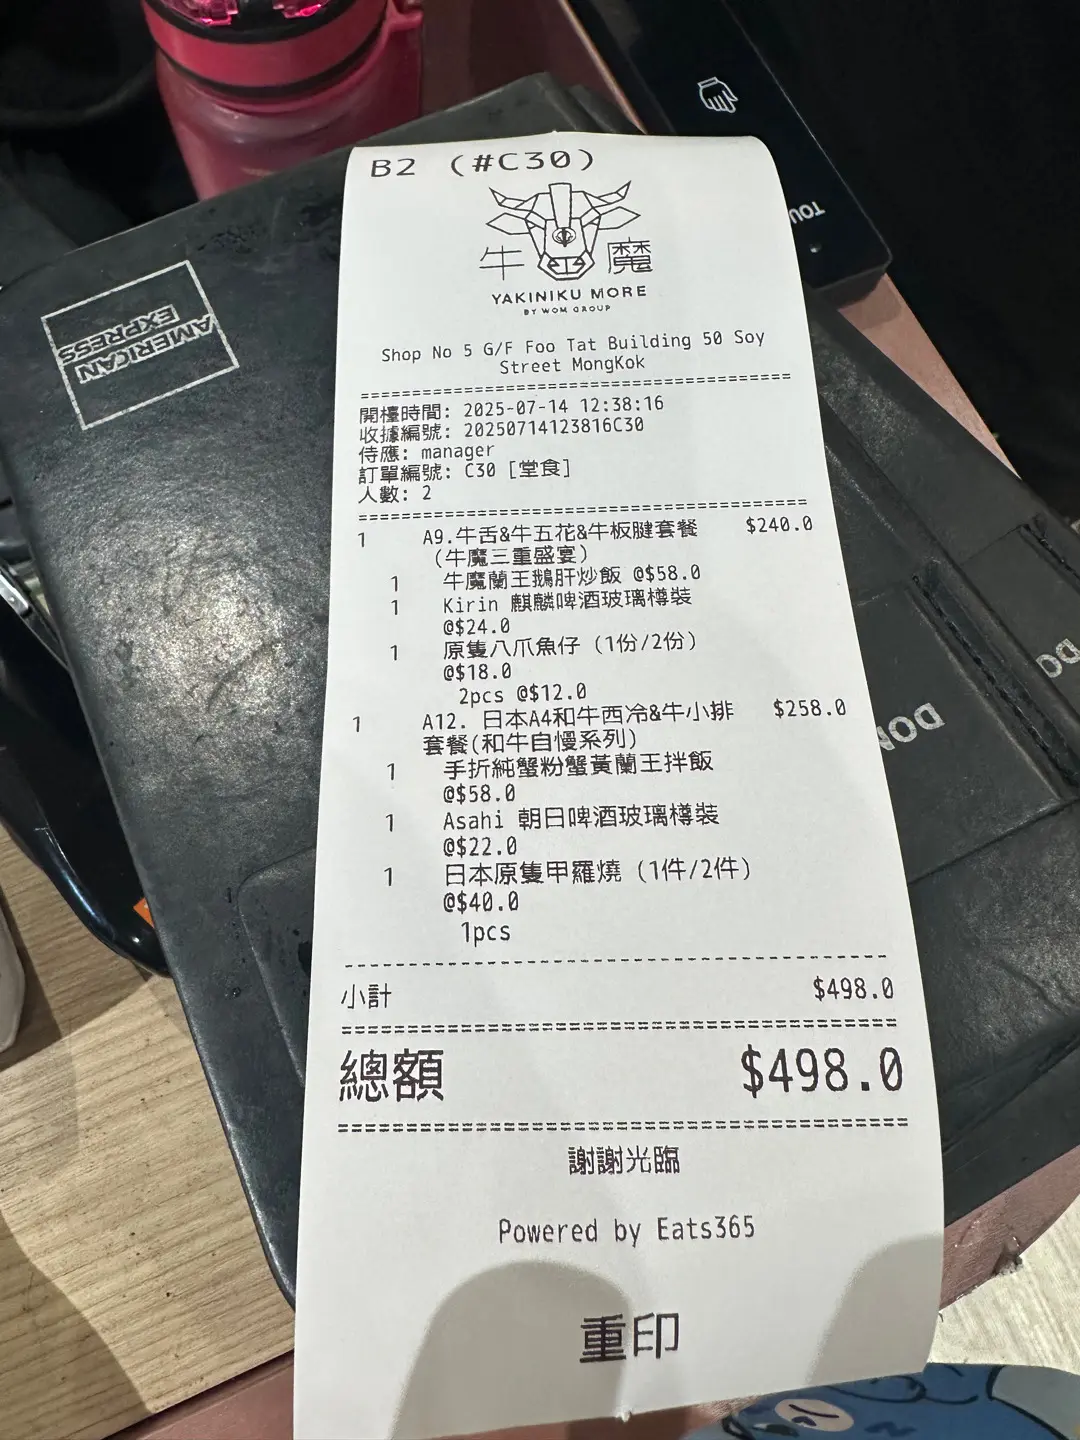 B2 (#C30)
牛 魔
YAKINIKU MORE
BY WOM GROUP
Shop No 5 G/F Foo Tat Building 50 Soy
Street MongKok
開檯時間: 2025-07-14 12:38:16
收據編號: 20250714123816C30
侍應: manager
訂單編號: C30 [堂食]
人數: 2
1 A9.牛舌&牛五花&牛板腱套餐 $240.0
(牛魔三重盛宴)
1 牛魔蘭王鵝肝炒飯 @$58.0
1 Kirin 麒麟啤酒玻璃樽裝
@$24.0
1 原隻八爪魚仔 (1份/2份)
@$18.0
2pcs @$12.0
1 A12. 日本A4和牛西冷&牛小排 $258.0
套餐(和牛自慢系列)
1 手折純蟹粉蟹黃蘭王拌飯
@$58.0
1 Asahi 朝日啤酒玻璃樽裝
@$22.0
1 日本原隻甲羅燒 (1件/2件)
@$40.0
1pcs
小計 $498.0
總額 $498.0
謝謝光臨
Powered by Eats365
重印
AMERICAN
EXPRESS